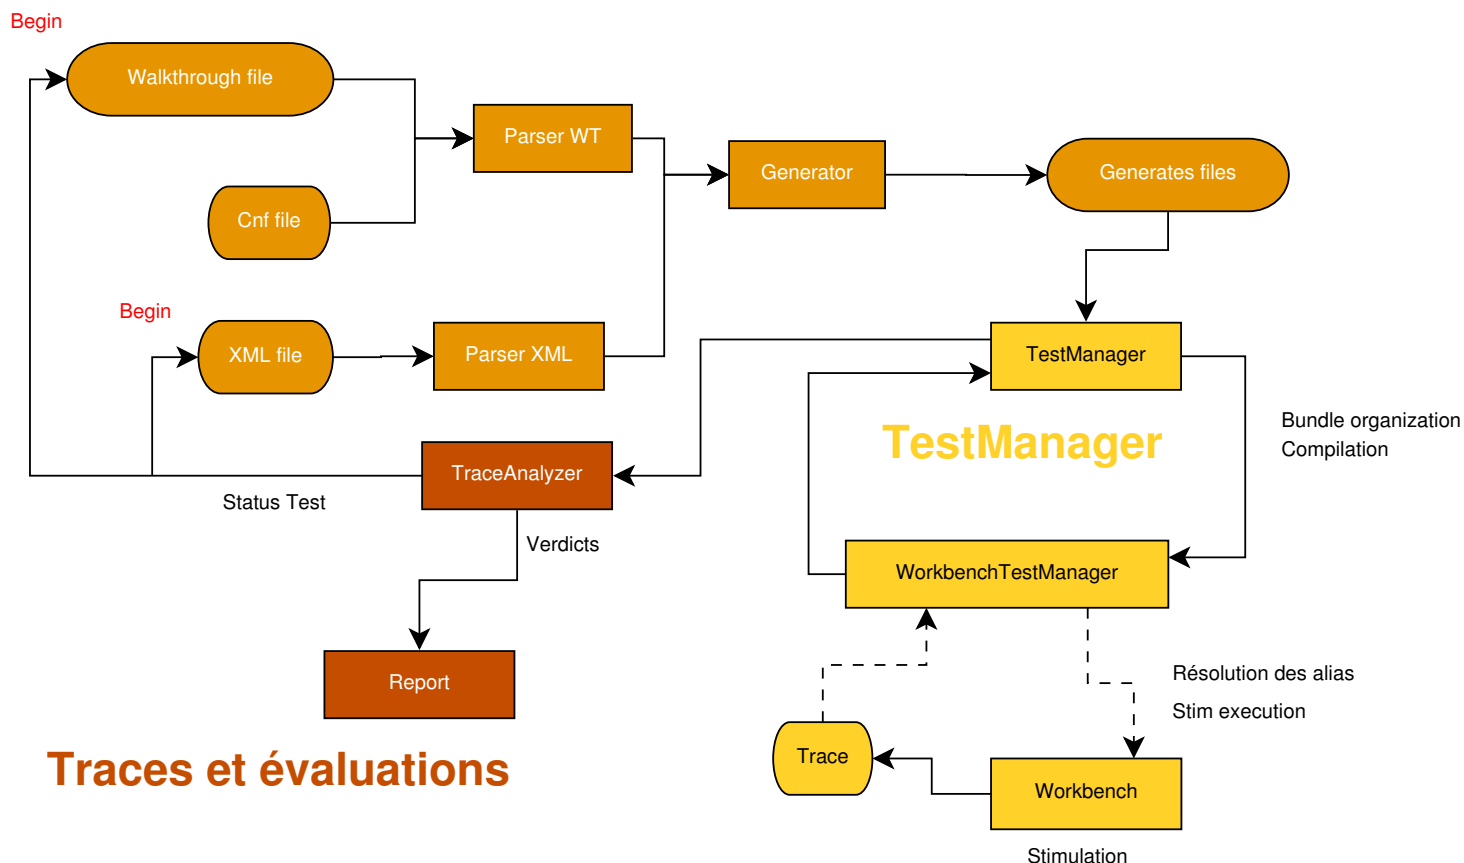 Begin
Walkthrough file
Parser WT
Generator
Generates files
Cnf file
Begin
XML file
Parser XML
TestManager
TestManager
Bundle organization
Compilation
TraceAnalyzer
Status Test
Verdicts
WorkbenchTestManager
Report
Résolution des alias
Stim execution
Traces et évaluations
Trace
Workbench
Stimulation